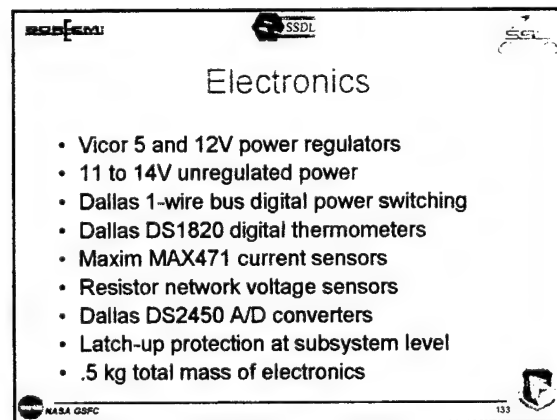 SSDL
SSL
Electronics
• Vicor 5 and 12V power regulators
• 11 to 14V unregulated power
• Dallas 1-wire bus digital power switching
• Dallas DS1820 digital thermometers
• Maxim MAX471 current sensors
• Resistor network voltage sensors
• Dallas DS2450 A/D converters
• Latch-up protection at subsystem level
• .5 kg total mass of electronics
NASA GSFC
133